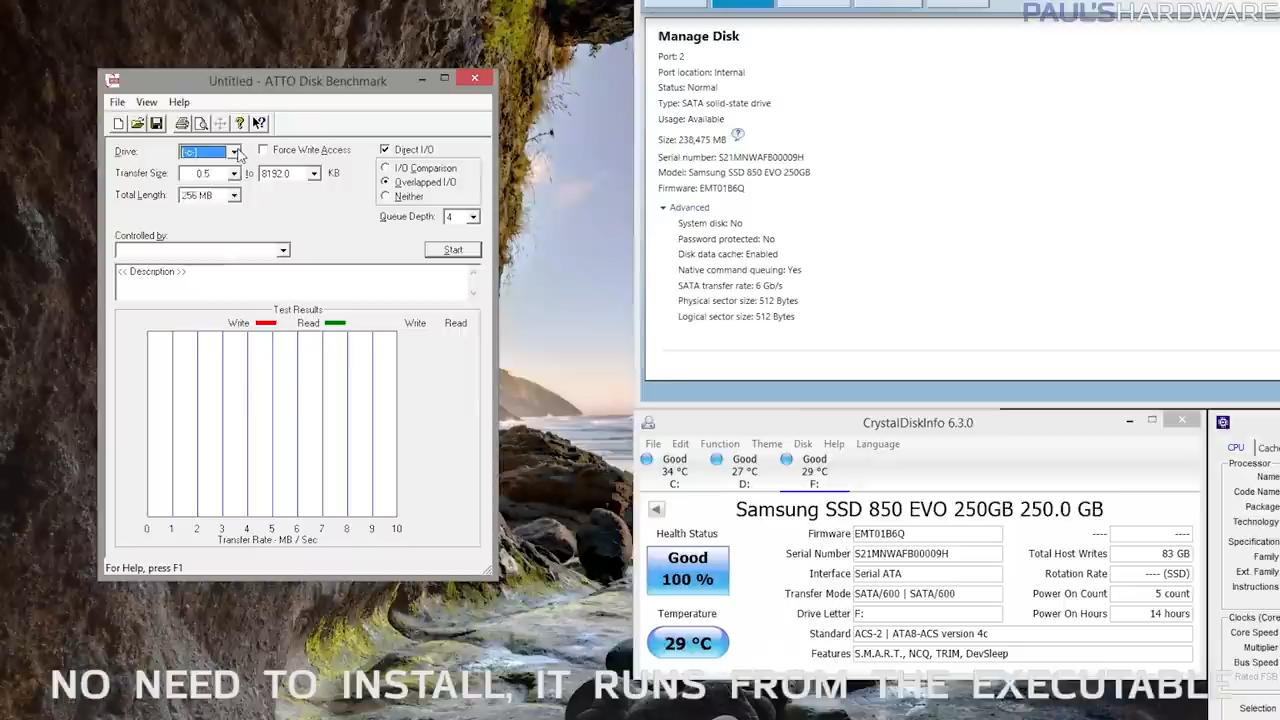 PAUL'SHARDWARE
Untitled - ATTO Disk Benchmark
File View Help
Drive: [-c-] Force Write Access Direct I/O
Transfer Size: 0.5 to 8192.0 KB
I/O Comparison
Overlapped I/O
Neither
Total Length: 256 MB
Queue Depth: 4
Controlled by:
Start
<< Description >>
Test Results
Write Read Write Read
0 1 2 3 4 5 6 7 8 9 10
Transfer Rate - MB / Sec
For Help, press F1
Manage Disk
Port: 2
Port location: Internal
Status: Normal
Type: SATA solid-state drive
Usage: Available
Size: 238,475 MB
Serial number: S21MNWAFB00009H
Model: Samsung SSD 850 EVO 250GB
Firmware: EMT01B6Q
Advanced
System disk: No
Password protected: No
Disk data cache: Enabled
Native command queuing: Yes
SATA transfer rate: 6 Gb/s
Physical sector size: 512 Bytes
Logical sector size: 512 Bytes
CrystalDiskInfo 6.3.0
File Edit Function Theme Disk Help Language
Good Good Good
34 °C 27 °C 29 °C
C: D: F:
Samsung SSD 850 EVO 250GB 250.0 GB
Health Status
Good
100 %
Temperature
29 °C
Firmware EMT01B6Q ---- ----
Serial Number S21MNWAFB00009H Total Host Writes 83 GB
Interface Serial ATA Rotation Rate ---- (SSD)
Transfer Mode SATA/600 | SATA/600 Power On Count 5 count
Drive Letter F: Power On Hours 14 hours
Standard ACS-2 | ATA8-ACS version 4c
Features S.M.A.R.T., NCQ, TRIM, DevSleep
CPU Cache
Processor
Name
Code Name
Package
Technology
Specification
Family
Ext. Family
Instructions
Clocks (Core
Core Speed
Multiplier
Bus Speed
Rated FSB
Selection
NO NEED TO INSTALL, IT RUNS FROM THE EXECUTABLE